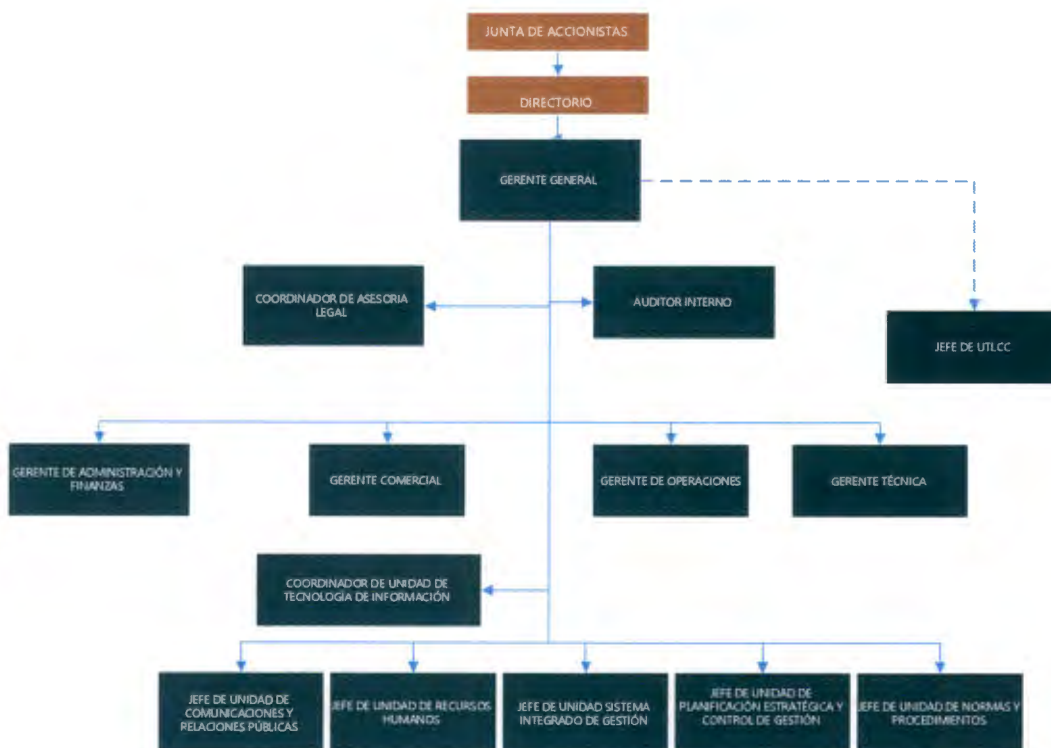 JUNTA DE ACCIONISTAS
DIRECTORIO
GERENTE GENERAL
COORDINADOR DE ASESORIA
LEGAL
AUDITOR INTERNO
JEFE DE UTLCC
GERENTE DE ADMINISTRACIÓN Y
FINANZAS
GERENTE COMERCIAL
GERENTE DE OPERACIONES
GERENTE TÉCNICA
COORDINADOR DE UNIDAD DE
TECNOLOGÍA DE INFORMACIÓN
JEFE DE UNIDAD DE
COMUNICACIONES Y
RELACIONES PÚBLICAS
JEFE DE UNIDAD DE RECURSOS
HUMANOS
JEFE DE UNIDAD SISTEMA
INTEGRADO DE GESTIÓN
JEFE DE UNIDAD DE
PLANIFICACIÓN ESTRATÉGICA Y
CONTROL DE GESTIÓN
JEFE DE UNIDAD DE NORMAS Y
PROCEDIMIENTOS